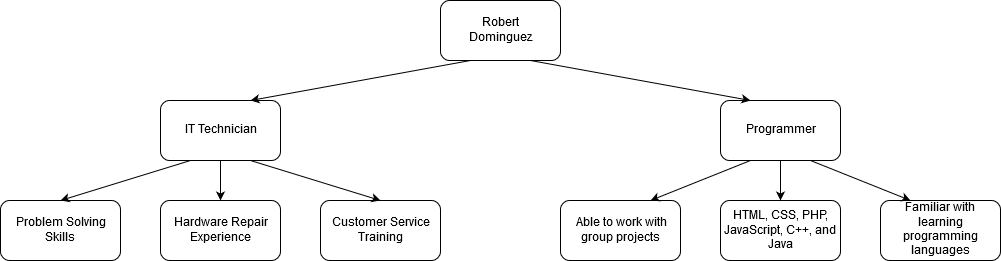 Robert
Dominguez
IT Technician
Programmer
Problem Solving
Skills
Hardware Repair
Experience
Customer Service
Training
Able to work with
group projects
HTML, CSS, PHP,
JavaScript, C++, and
Java
Familiar with
learning
programming
languages